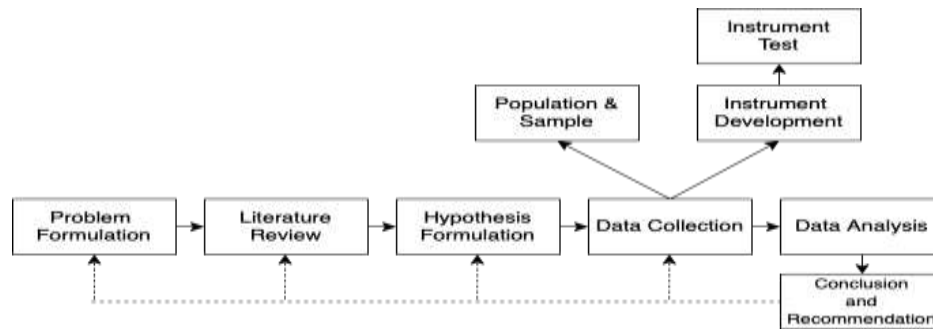 Instrument
Test
Population &
Sample
Instrument
Development
Problem
Formulation
Literature
Review
Hypothesis
Formulation
Data Collection
Data Analysis
Conclusion
and
Recommendation